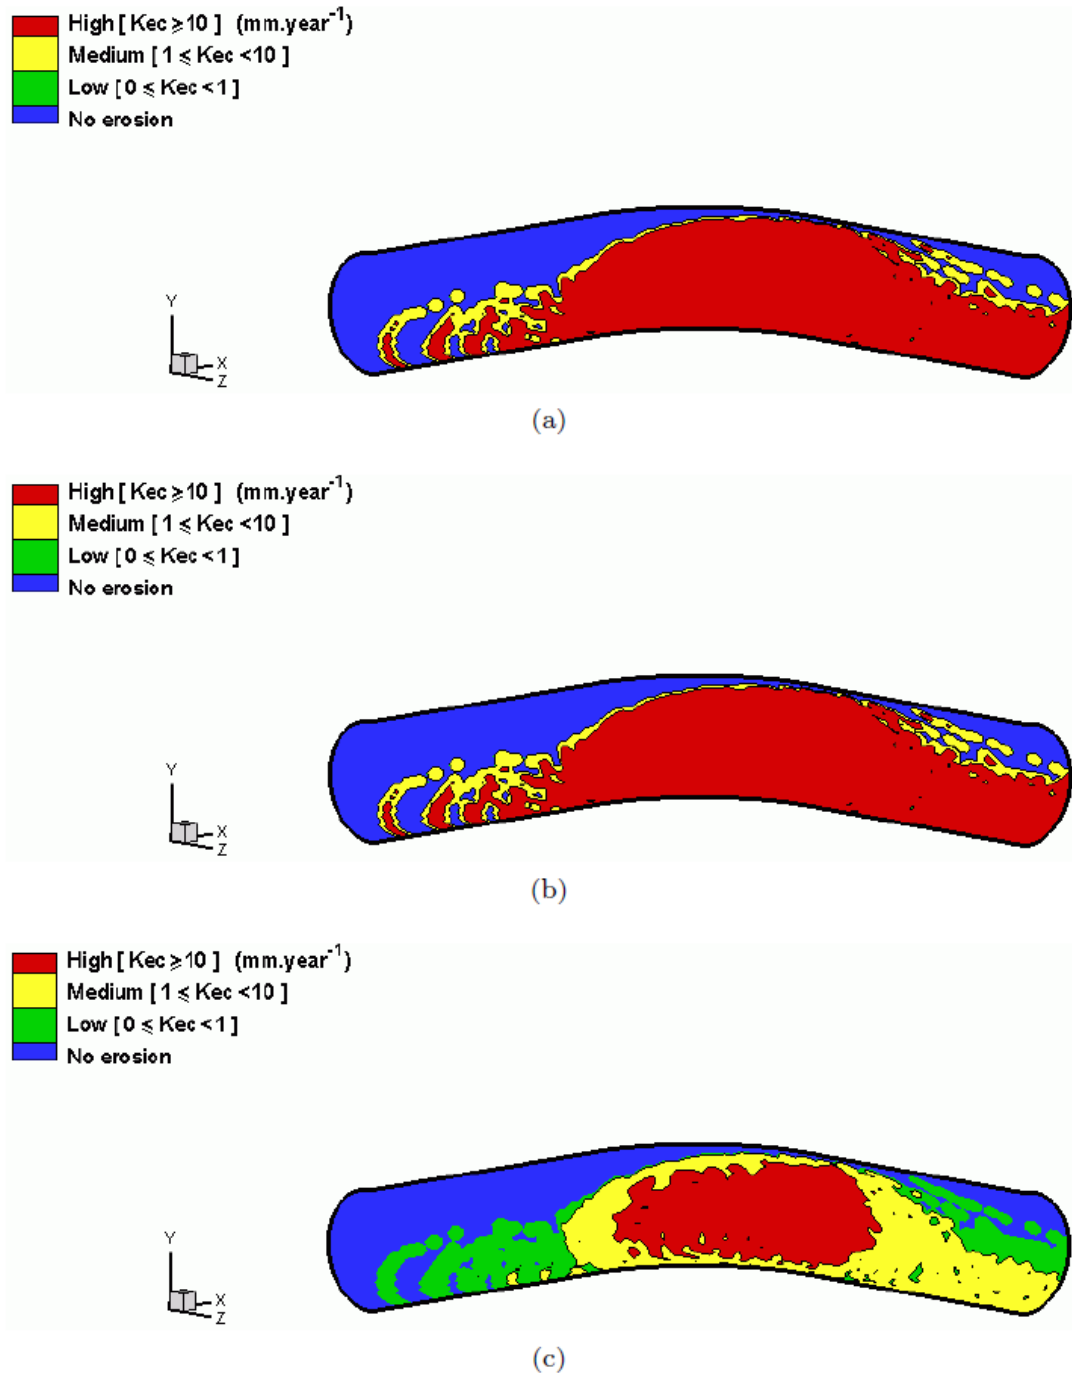 High [ Kec ⩾10 ] (mm.year⁻¹)
Medium [ 1 ⩽ Kec <10 ]
Low [ 0 ⩽ Kec <1 ]
No erosion
Y
X
Z
(a)
High [ Kec ⩾10 ] (mm.year⁻¹)
Medium [ 1 ⩽ Kec <10 ]
Low [ 0 ⩽ Kec <1 ]
No erosion
Y
X
Z
(b)
High [ Kec ⩾10 ] (mm.year⁻¹)
Medium [ 1 ⩽ Kec <10 ]
Low [ 0 ⩽ Kec <1 ]
No erosion
Y
X
Z
(c)